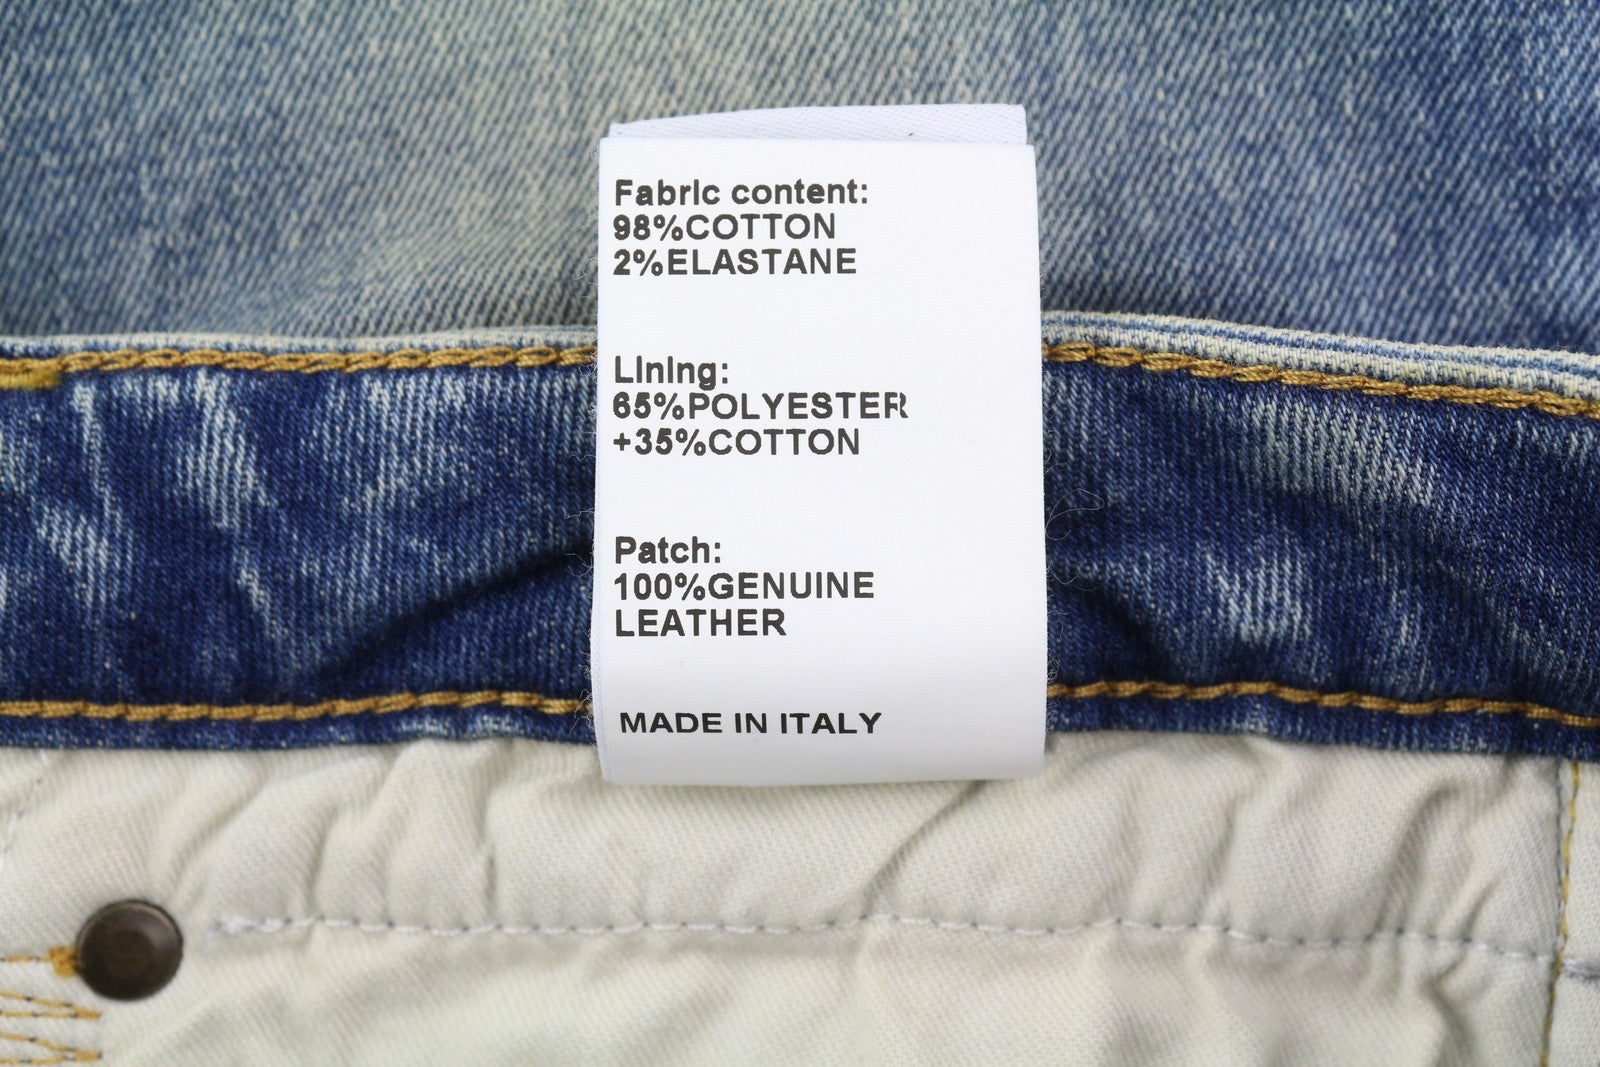 Fabric content:
98%COTTON
2%ELASTANE
Lining:
65%POLYESTER
+35%COTTON
Patch:
100%GENUINE
LEATHER
MADE IN ITALY